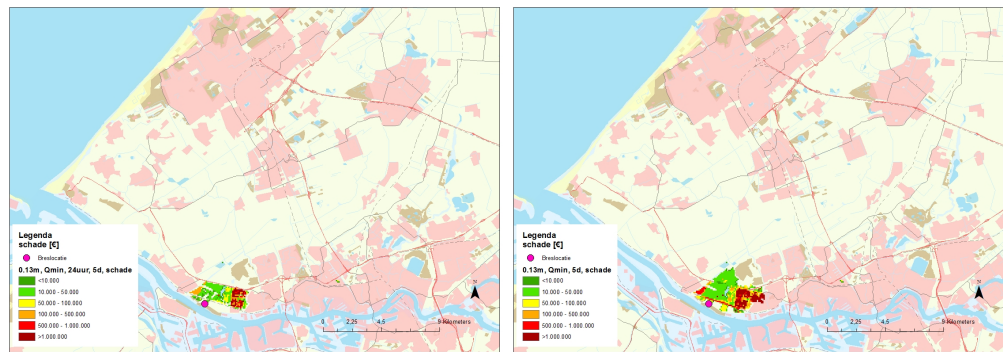 Legenda
schade [€]
Breslocatie
0.13m, Qmin, 24uur, 5d, schade
<10.000
10.000 - 50.000
50.000 - 100.000
100.000 - 500.000
500.000 - 1.000.000
>1.000.000
0 2,25 4,5 9 Kilometers
Legenda
schade [€]
Breslocatie
0.13m, Qmin, 5d, schade
<10.000
10.000 - 50.000
50.000 - 100.000
100.000 - 500.000
500.000 - 1.000.000
>1.000.000
0 2,25 4,5 9 Kilometers